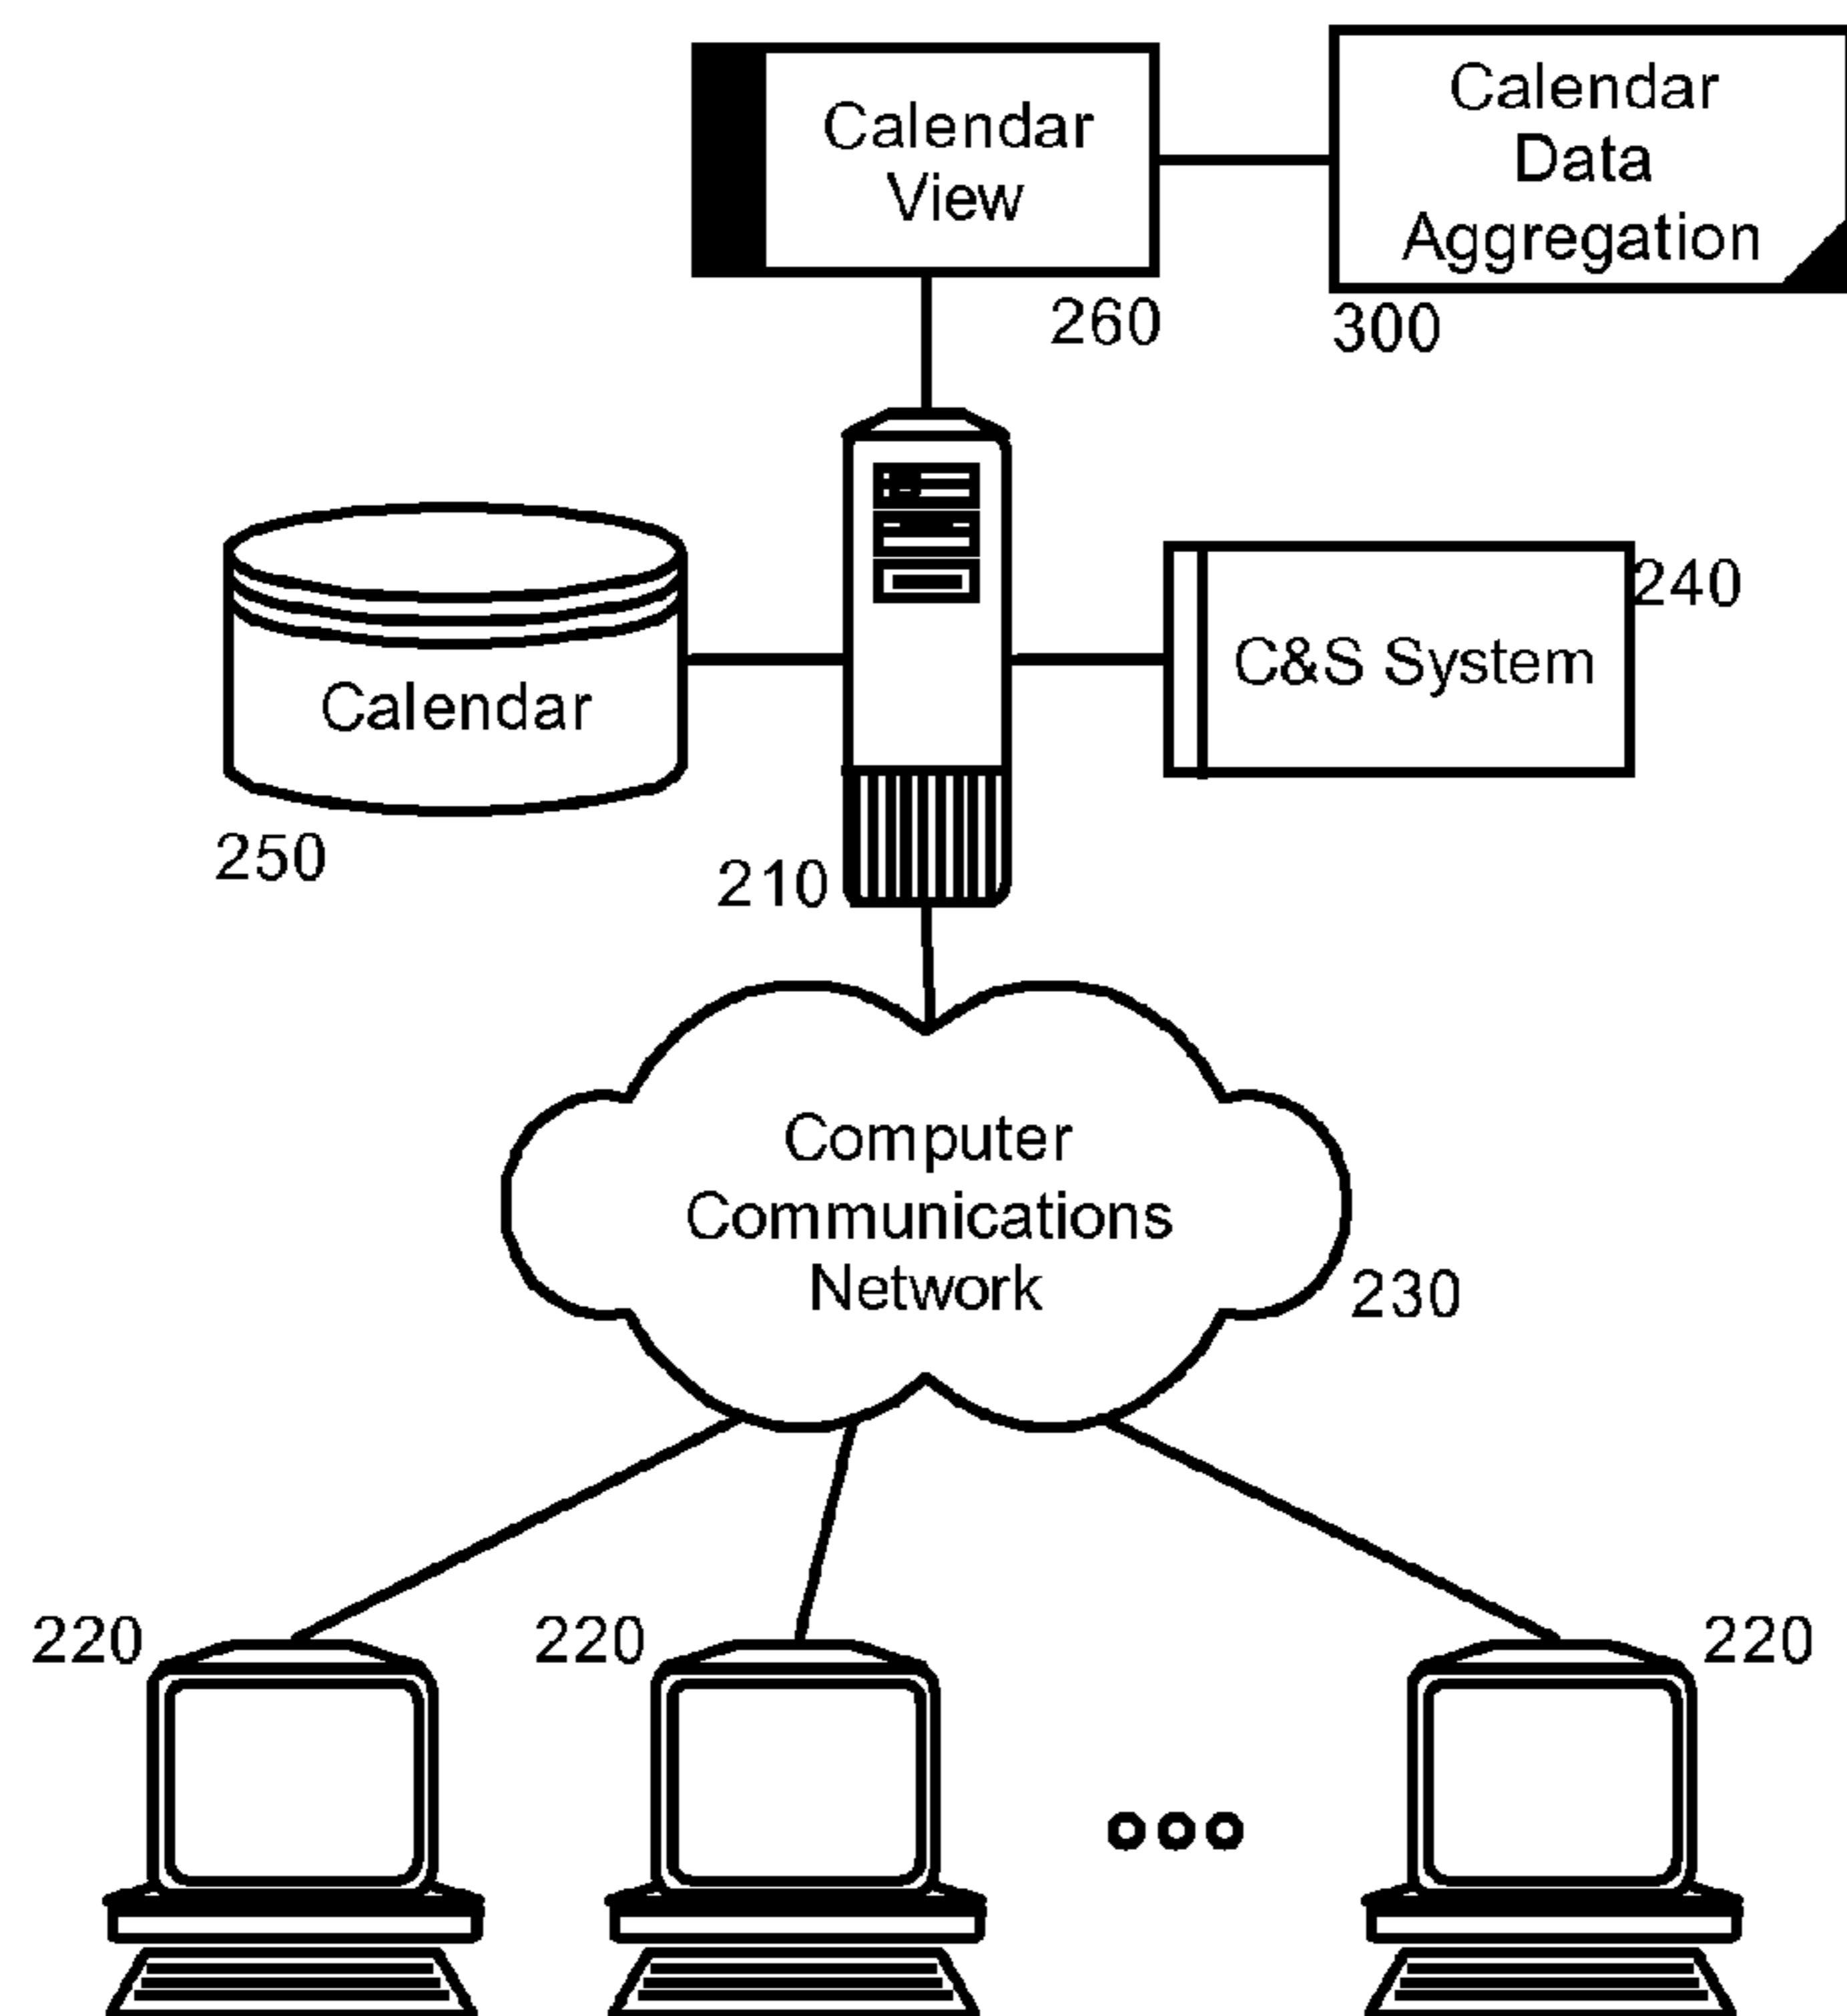 Calendar
View
260
Calendar
Data
Aggregation
300
240
C&S System
Calendar
250
210
Computer
Communications
Network
230
220
220
220